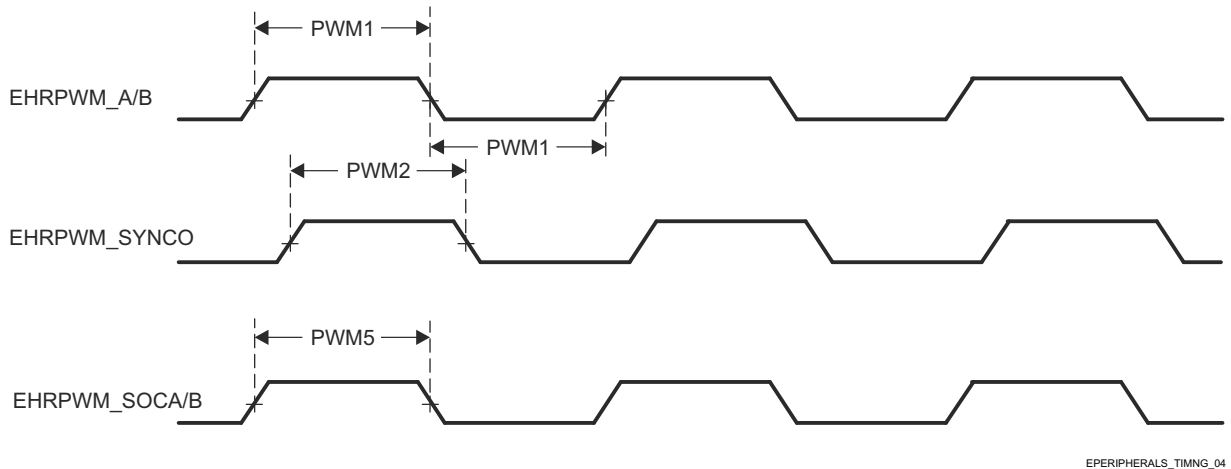 PWM1
EHRPWM_A/B
PWM1
PWM2
EHRPWM_SYNCO
PWM5
EHRPWM_SOCA/B
EPERIPHERALS_TIMNG_04